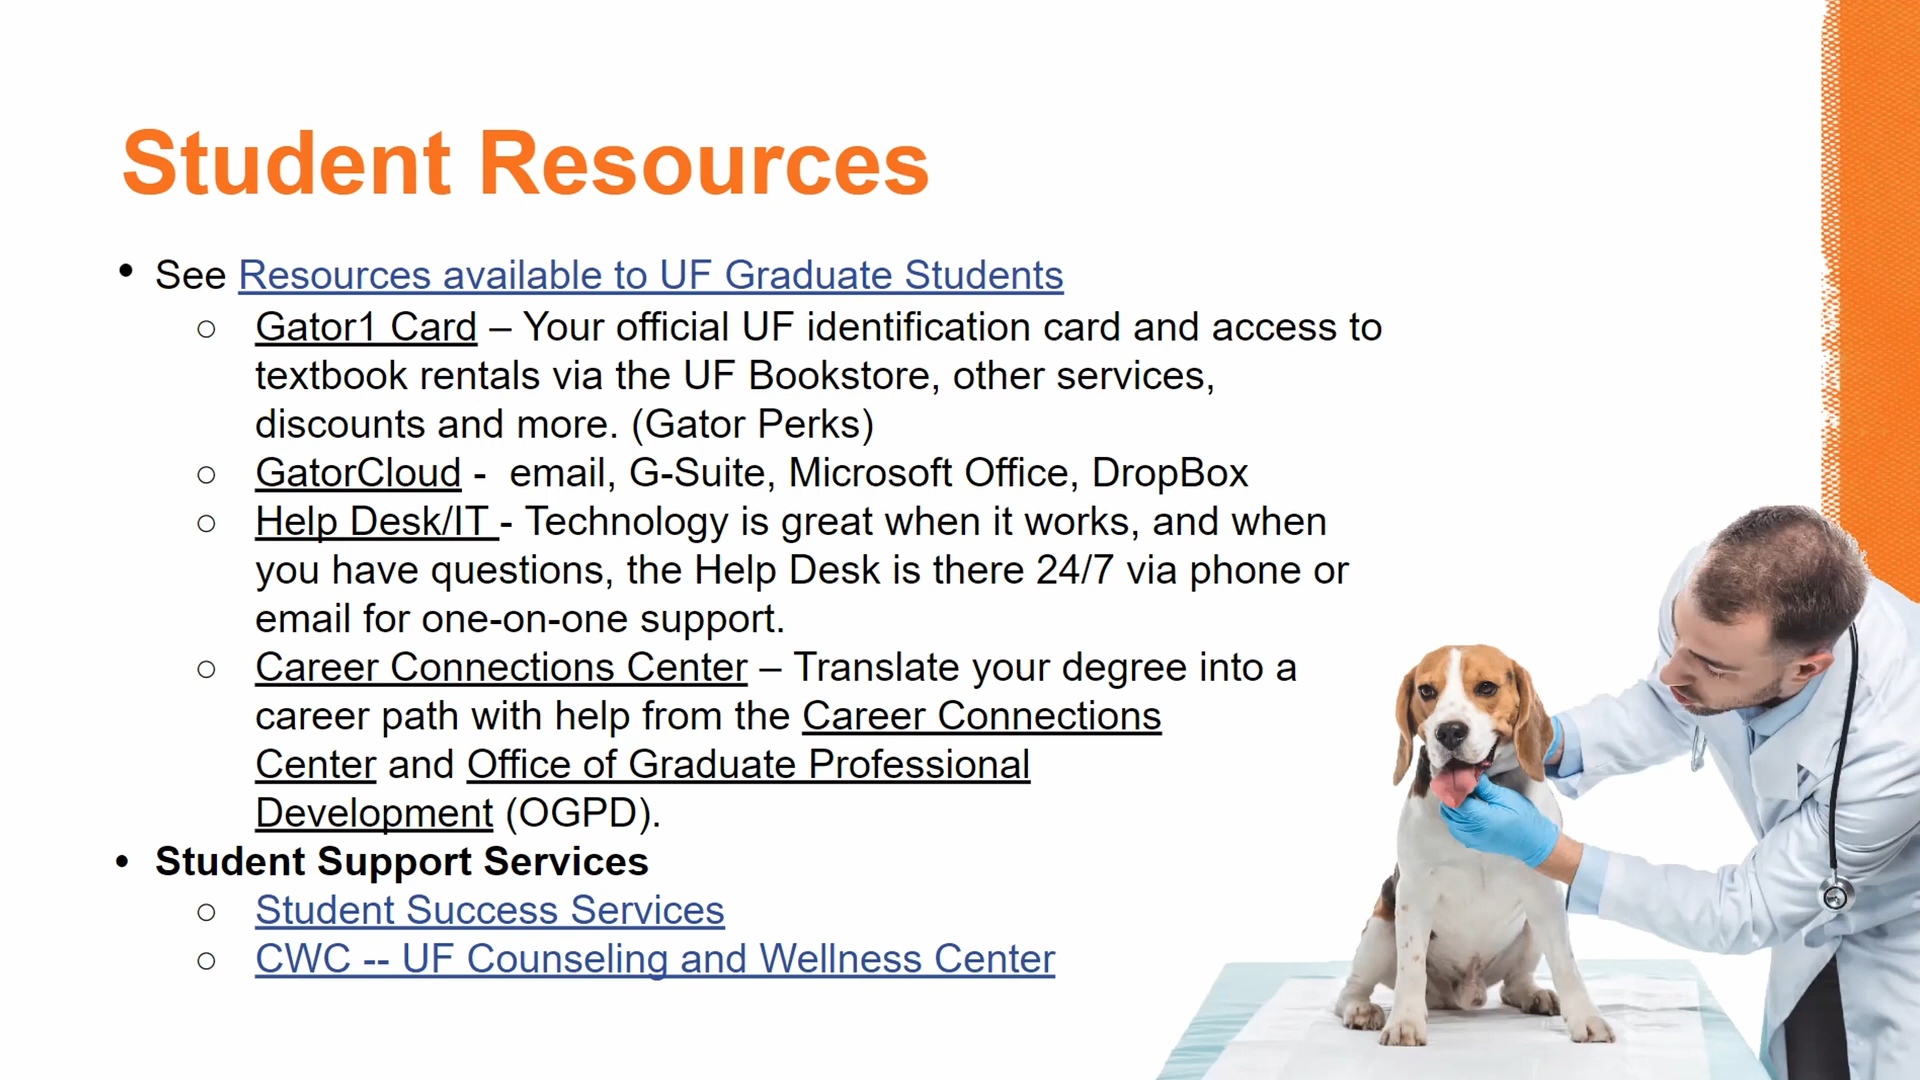 Student Resources
• See Resources available to UF Graduate Students
○ Gator1 Card – Your official UF identification card and access to
textbook rentals via the UF Bookstore, other services,
discounts and more. (Gator Perks)
○ GatorCloud -  email, G-Suite, Microsoft Office, DropBox
○ Help Desk/IT - Technology is great when it works, and when
you have questions, the Help Desk is there 24/7 via phone or
email for one-on-one support.
○ Career Connections Center – Translate your degree into a
career path with help from the Career Connections
Center and Office of Graduate Professional
Development (OGPD).
• Student Support Services
○ Student Success Services
○ CWC -- UF Counseling and Wellness Center